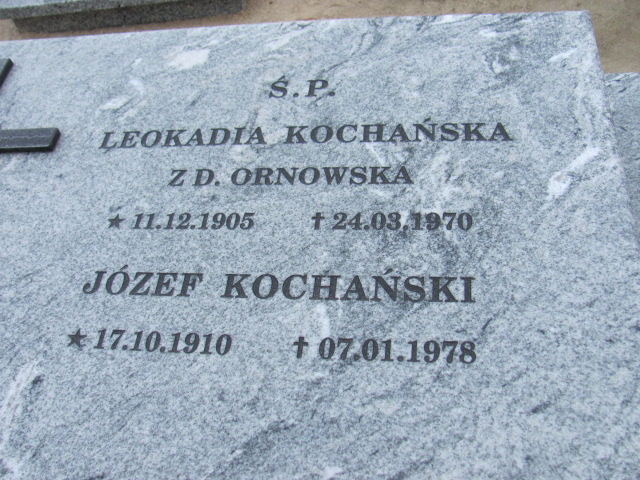 Ś.P.
LEOKADIA KOCHAŃSKA
Z D. ORNOWSKA
★ 11.12.1905 † 24.03.1970
JÓZEF KOCHAŃSKI
★ 17.10.1910 † 07.01.1978